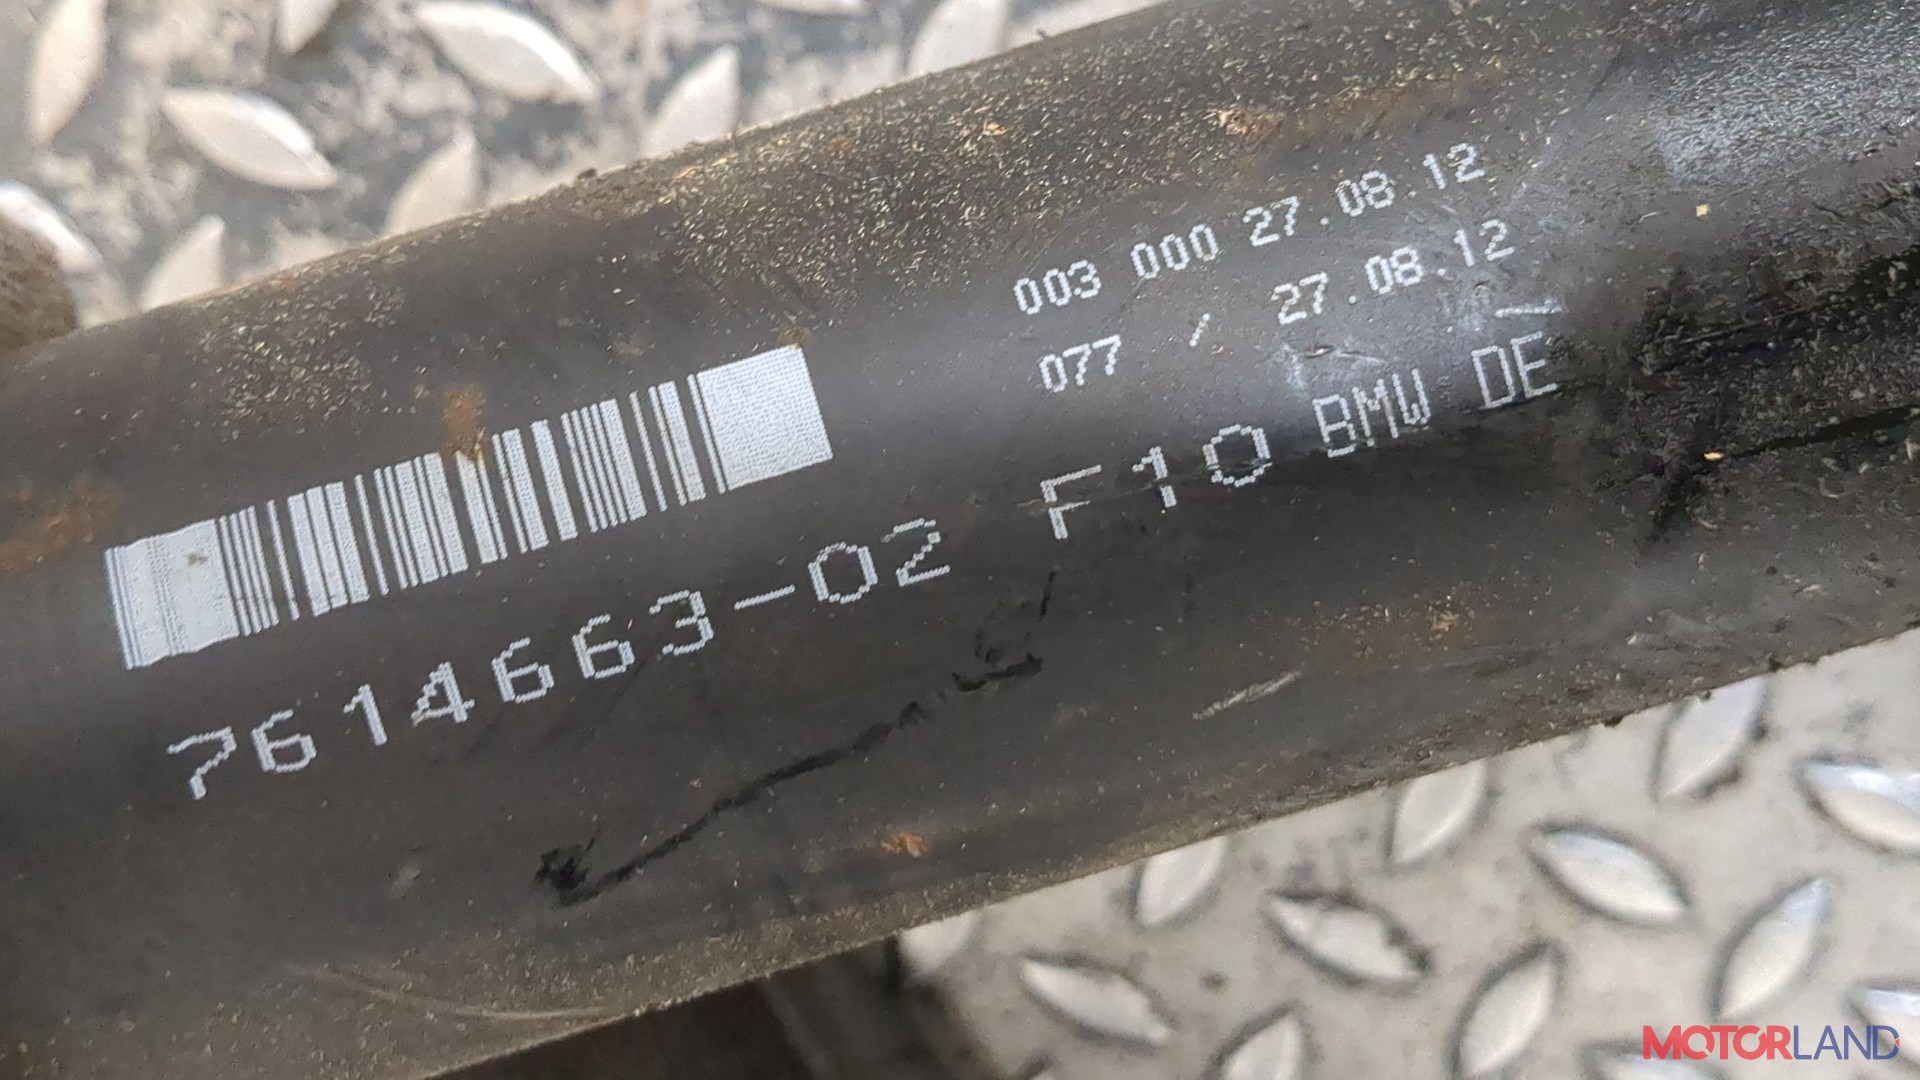 003 000 27.08.12
077 / 27.08.12
7614663-02 F10 BMW DE
MOTORLAND